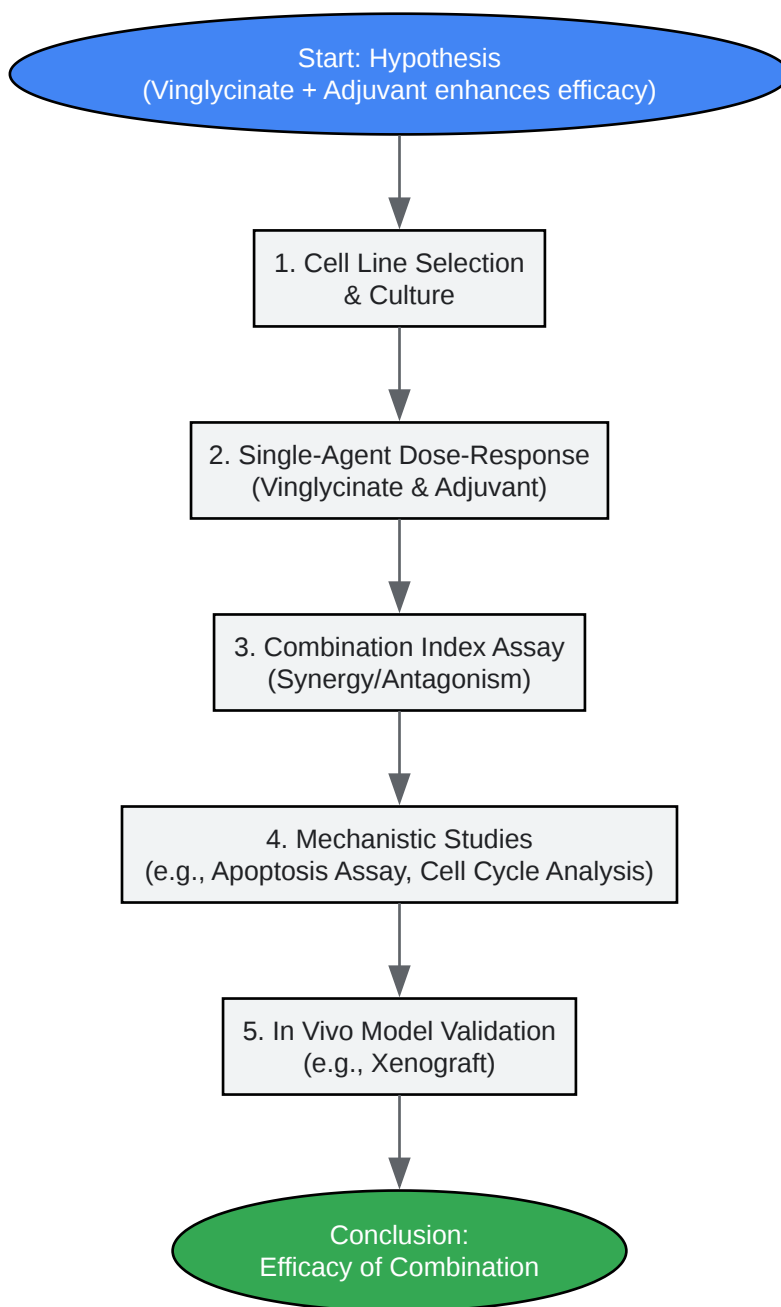 Start: Hypothesis
(Vinglycinate + Adjuvant enhances efficacy)
1. Cell Line Selection
& Culture
2. Single-Agent Dose-Response
(Vinglycinate & Adjuvant)
3. Combination Index Assay
(Synergy/Antagonism)
4. Mechanistic Studies
(e.g., Apoptosis Assay, Cell Cycle Analysis)
5. In Vivo Model Validation
(e.g., Xenograft)
Conclusion:
Efficacy of Combination